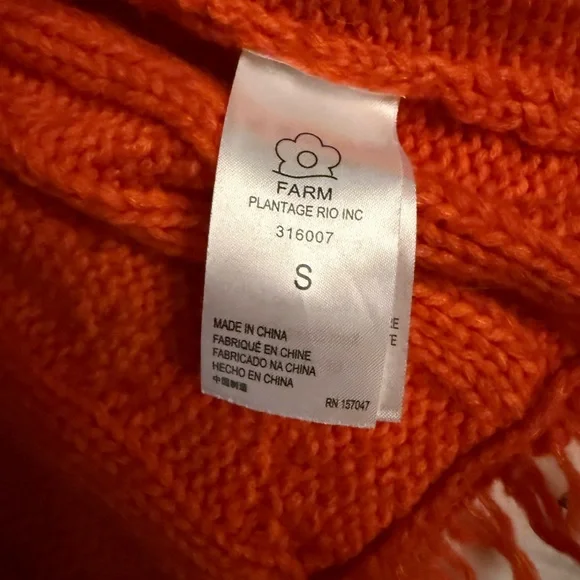 FARM
PLANTAGE RIO INC
316007
S
MADE IN CHINA
FABRIQUÉ EN CHINE
FABRICADO NA CHINA
HECHO EN CHINA
中国制造
RN 157047